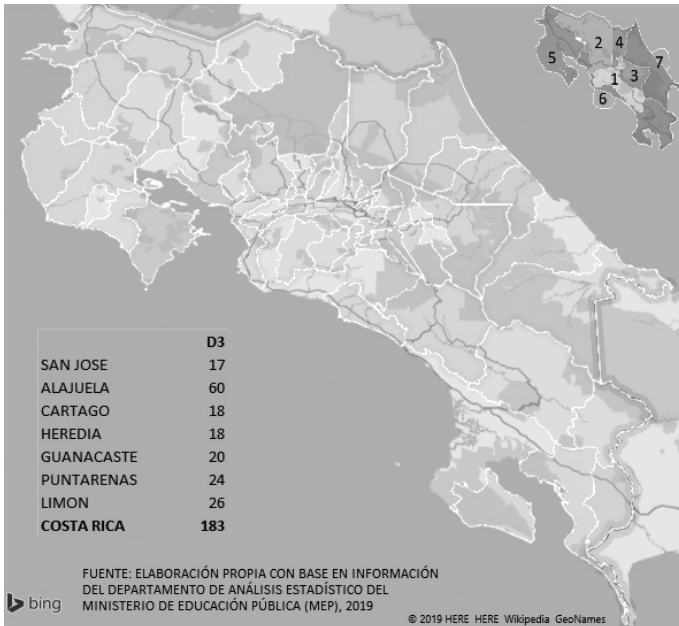 2
4
5
7
1
3
6
D3
SAN JOSE 17
ALAJUELA 60
CARTAGO 18
HEREDIA 18
GUANACASTE 20
PUNTARENAS 24
LIMON 26
COSTA RICA 183
FUENTE: ELABORACIÓN PROPIA CON BASE EN INFORMACIÓN
DEL DEPARTAMENTO DE ANÁLISIS ESTADÍSTICO DEL
MINISTERIO DE EDUCACIÓN PÚBLICA (MEP), 2019
bing
© 2019 HERE HERE Wikipedia GeoNames